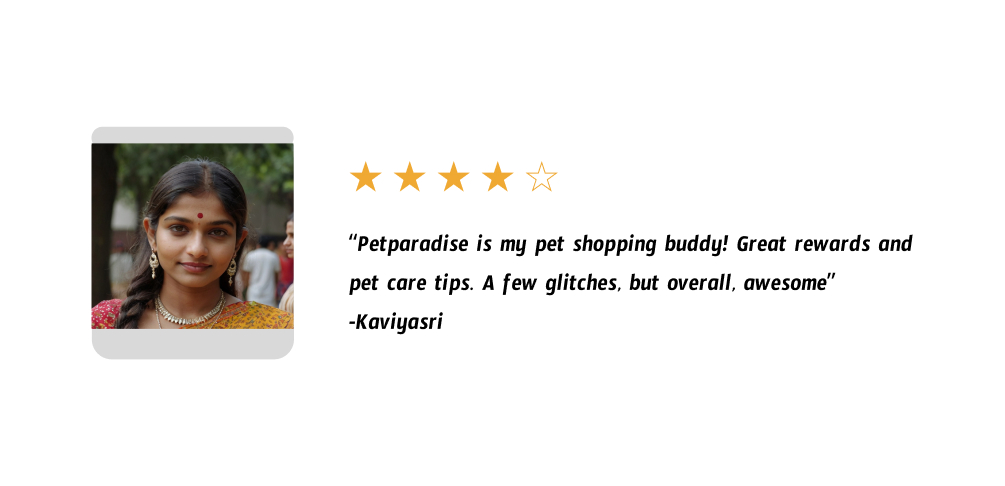 “Petparadise is my pet shopping buddy! Great rewards and
pet care tips. A few glitches, but overall, awesome”
-Kaviyasri